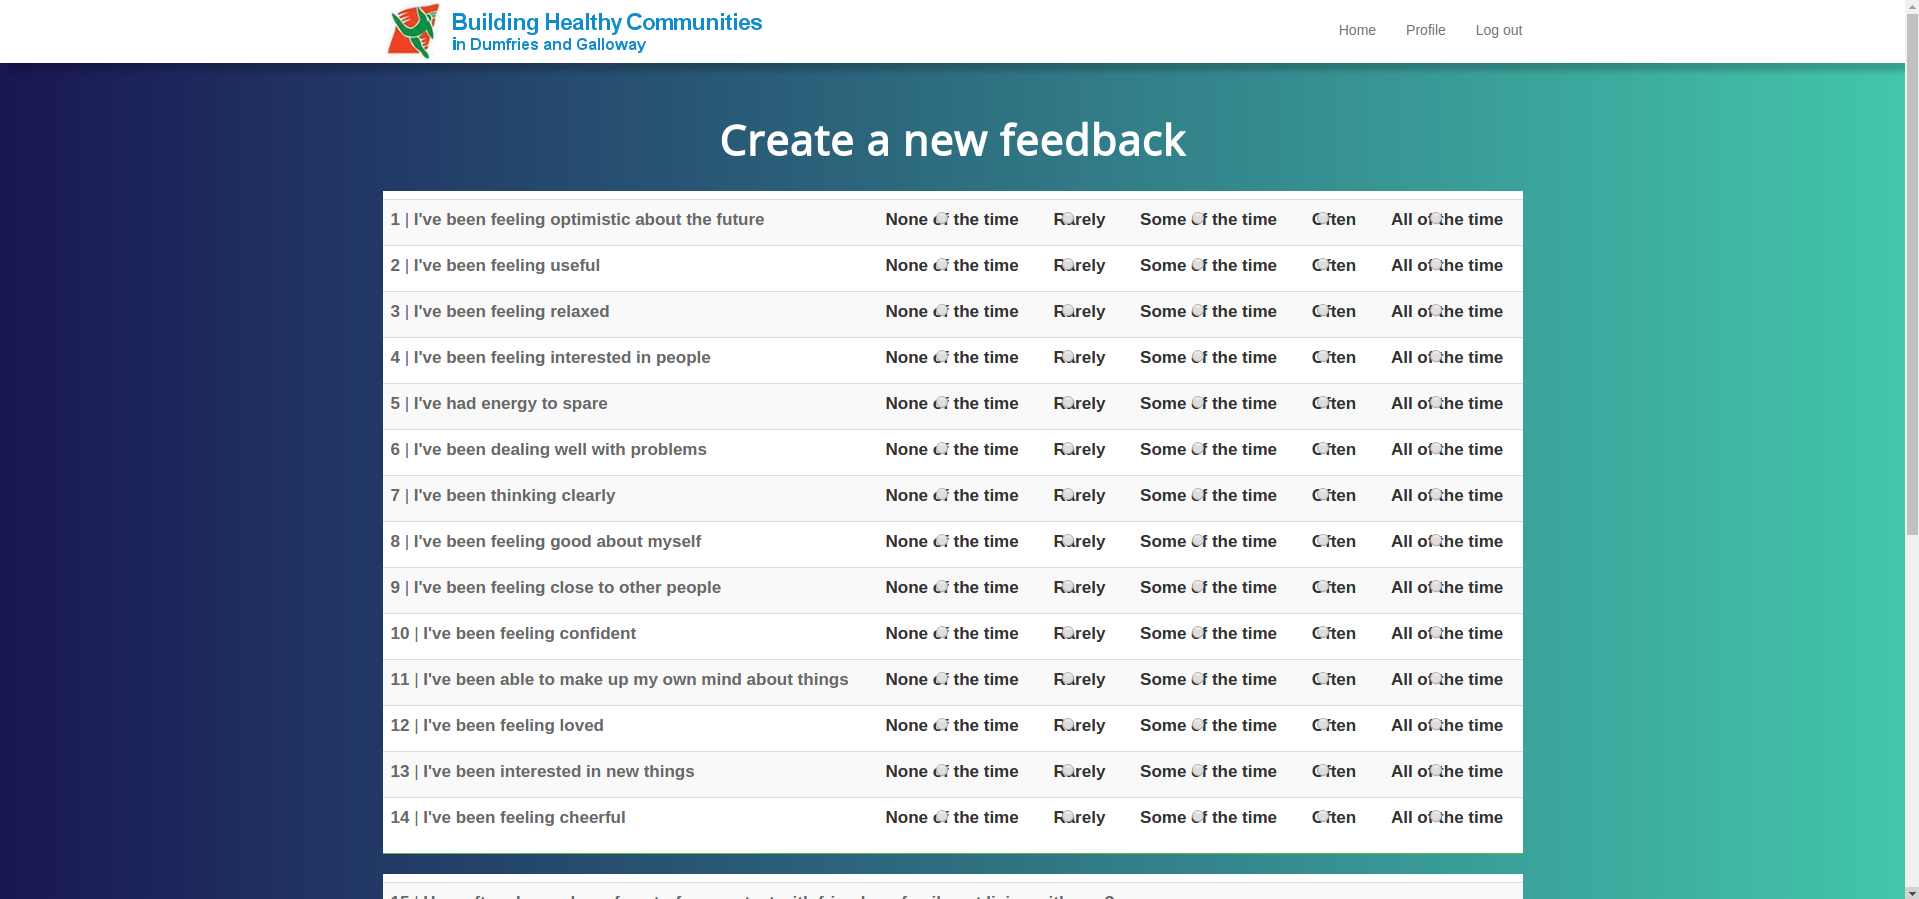 Building Healthy Communities
in Dumfries and Galloway
Home Profile Log out
Create a new feedback
1 | I've been feeling optimistic about the future None of the time Rarely Some of the time Often All of the time
2 | I've been feeling useful None of the time Rarely Some of the time Often All of the time
3 | I've been feeling relaxed None of the time Rarely Some of the time Often All of the time
4 | I've been feeling interested in people None of the time Rarely Some of the time Often All of the time
5 | I've had energy to spare None of the time Rarely Some of the time Often All of the time
6 | I've been dealing well with problems None of the time Rarely Some of the time Often All of the time
7 | I've been thinking clearly None of the time Rarely Some of the time Often All of the time
8 | I've been feeling good about myself None of the time Rarely Some of the time Often All of the time
9 | I've been feeling close to other people None of the time Rarely Some of the time Often All of the time
10 | I've been feeling confident None of the time Rarely Some of the time Often All of the time
11 | I've been able to make up my own mind about things None of the time Rarely Some of the time Often All of the time
12 | I've been feeling loved None of the time Rarely Some of the time Often All of the time
13 | I've been interested in new things None of the time Rarely Some of the time Often All of the time
14 | I've been feeling cheerful None of the time Rarely Some of the time Often All of the time